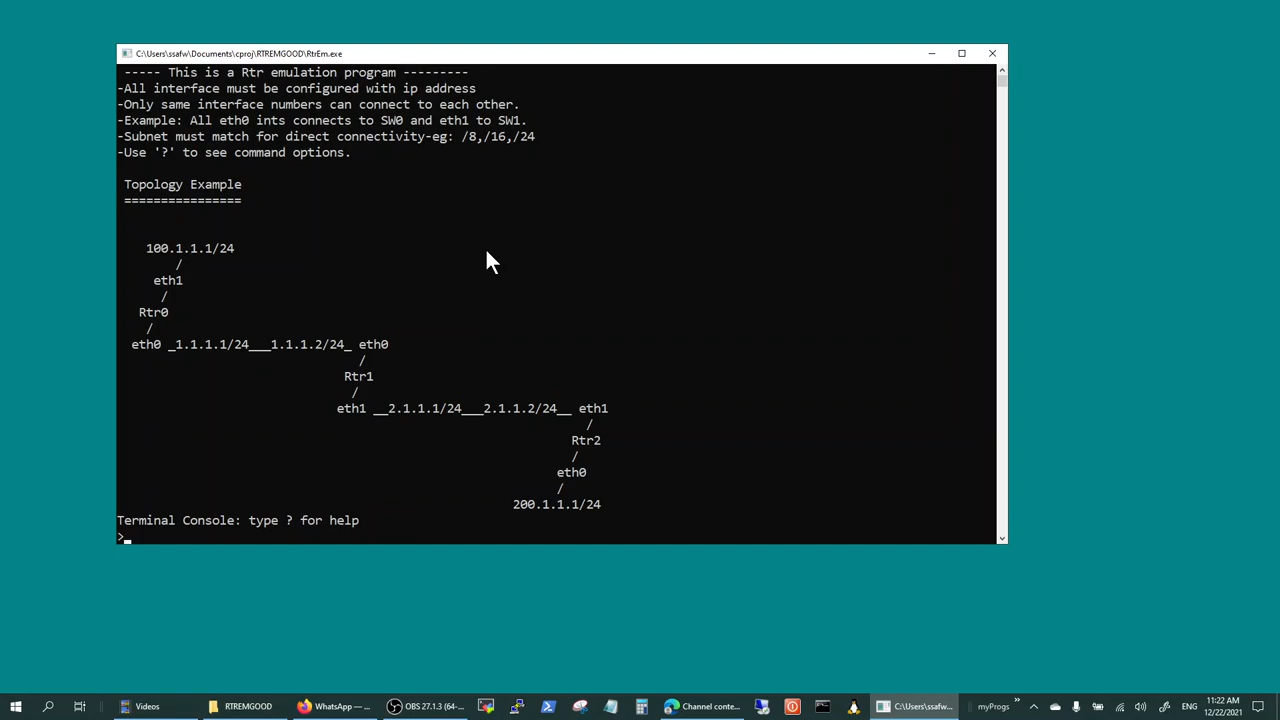 C:\Users\ssafw\Documents\cproj\RTREMGOOD\RtrEm.exe
----- This is a Rtr emulation program ---------
-All interface must be configured with ip address
-Only same interface numbers can connect to each other.
-Example: All eth0 ints connects to SW0 and eth1 to SW1.
-Subnet must match for direct connectivity-eg: /8,/16,/24
-Use '?' to see command options.
Topology Example
================
100.1.1.1/24
/
eth1
/
Rtr0
/
eth0 _1.1.1.1/24___1.1.1.2/24_ eth0
/
Rtr1
/
eth1 __2.1.1.1/24___2.1.1.2/24__ eth1
/
Rtr2
/
eth0
/
200.1.1.1/24
Terminal Console: type ? for help
>_
Videos
RTREMGOOD
WhatsApp — ...
OBS 27.1.3 (64-...
Channel conte...
C:\Users\ssafw...
myProgs
»
ENG
11:22 AM
12/22/2021